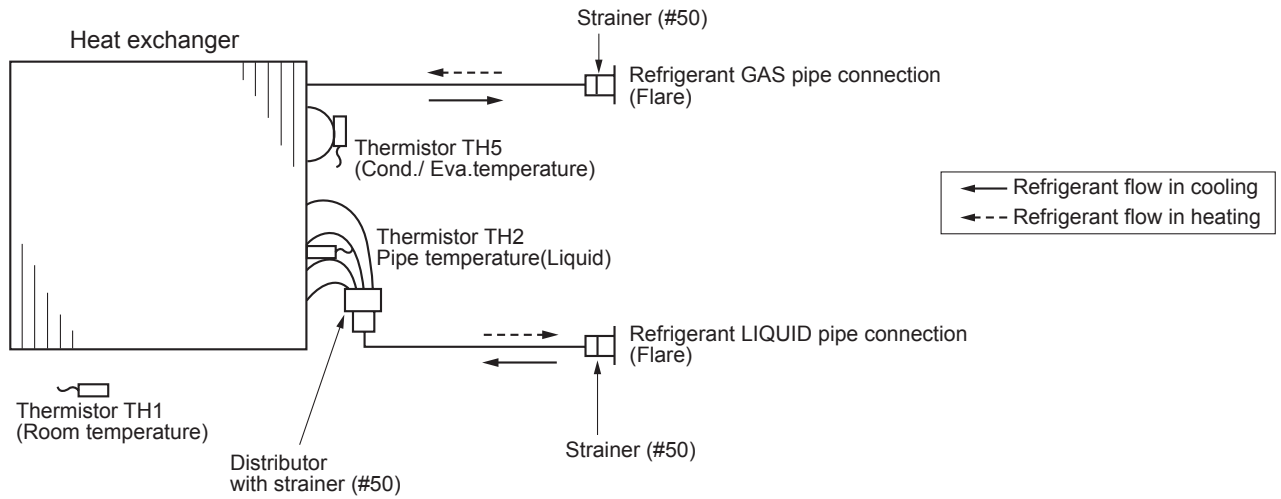 Strainer (#50)
Heat exchanger
Refrigerant GAS pipe connection
(Flare)
Thermistor TH5
(Cond./ Eva.temperature)
Refrigerant flow in cooling
Refrigerant flow in heating
Thermistor TH2
Pipe temperature(Liquid)
Refrigerant LIQUID pipe connection
(Flare)
Thermistor TH1
(Room temperature)
Strainer (#50)
Distributor
with strainer (#50)